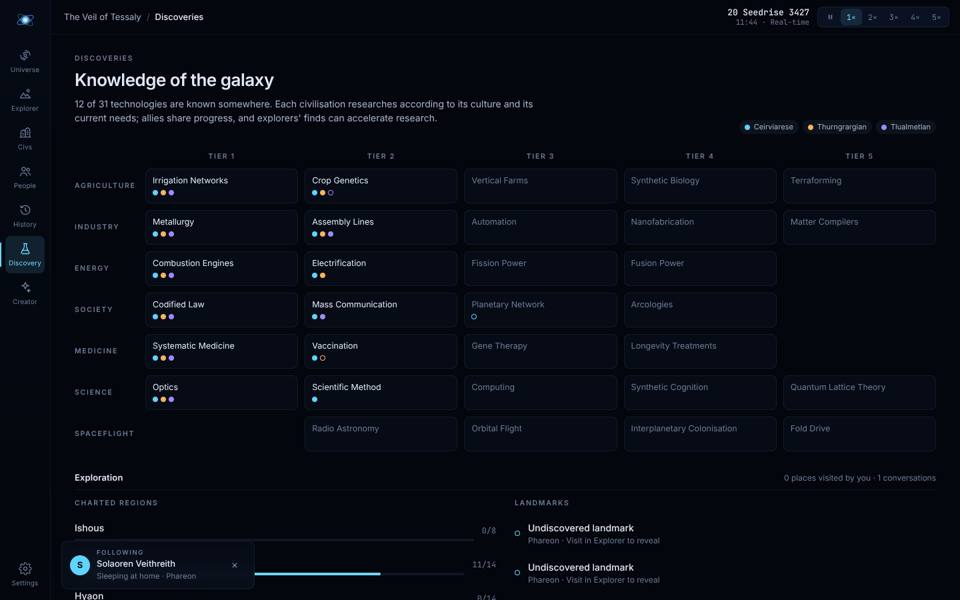 The Veil of Tessaly / Discoveries
20 Seedrise 3427
11:44 · Real-time
1×
2×
3×
4×
5×
Universe
Explorer
Civs
People
History
Discovery
Creator
Settings
DISCOVERIES
Knowledge of the galaxy
12 of 31 technologies are known somewhere. Each civilisation researches according to its culture and its
current needs; allies share progress, and explorers' finds can accelerate research.
Ceirviarese
Thurngrargian
Tlualmetlan
TIER 1
TIER 2
TIER 3
TIER 4
TIER 5
AGRICULTURE
Irrigation Networks
Crop Genetics
Vertical Farms
Synthetic Biology
Terraforming
INDUSTRY
Metallurgy
Assembly Lines
Automation
Nanofabrication
Matter Compilers
ENERGY
Combustion Engines
Electrification
Fission Power
Fusion Power
SOCIETY
Codified Law
Mass Communication
Planetary Network
Arcologies
MEDICINE
Systematic Medicine
Vaccination
Gene Therapy
Longevity Treatments
SCIENCE
Optics
Scientific Method
Computing
Synthetic Cognition
Quantum Lattice Theory
SPACEFLIGHT
Radio Astronomy
Orbital Flight
Interplanetary Colonisation
Fold Drive
Exploration
0 places visited by you · 1 conversations
CHARTED REGIONS
Ishous
0/8
11/14
Hyaon
0/14
LANDMARKS
Undiscovered landmark
Phareon · Visit in Explorer to reveal
Undiscovered landmark
Phareon · Visit in Explorer to reveal
S
FOLLOWING
Solaoren Veithreith
Sleeping at home · Phareon
×